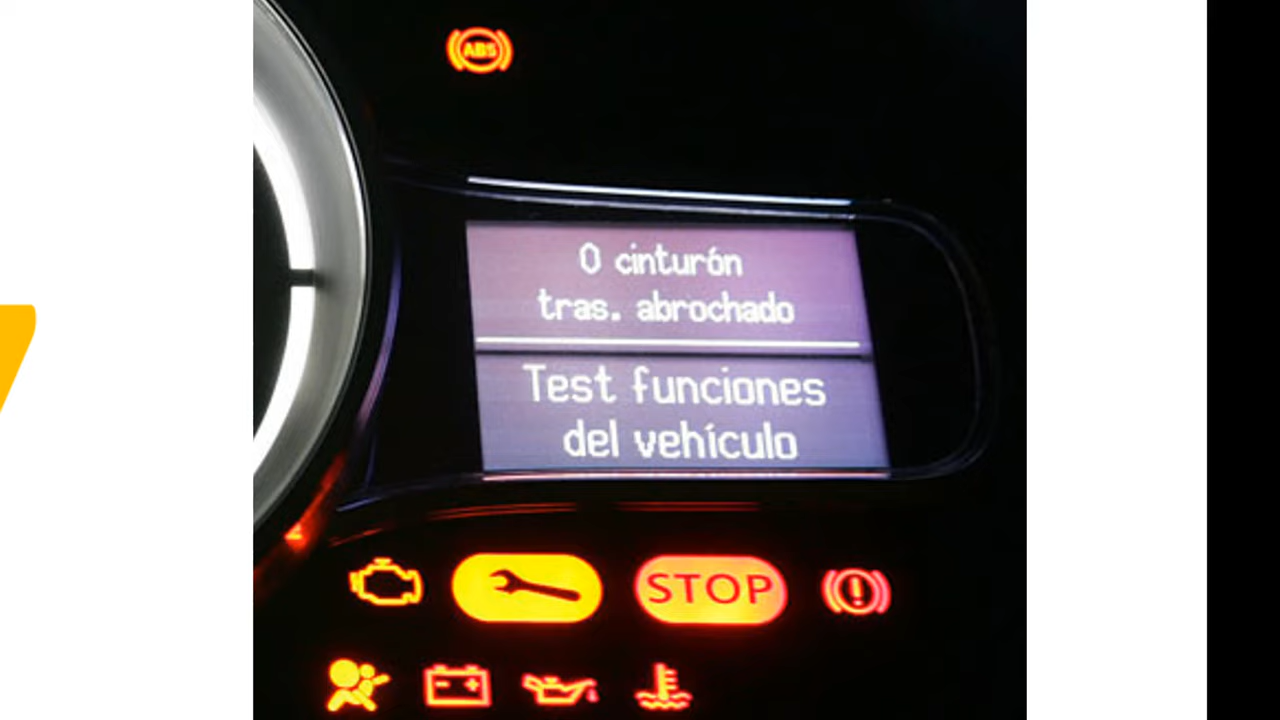 ABS
0 cinturón
tras. abrochado
Test funciones
del vehículo
STOP